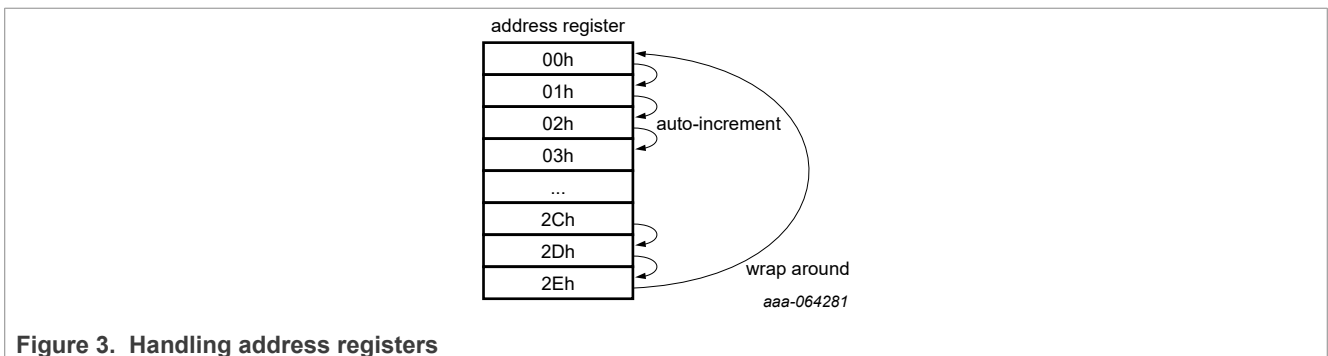 address register
00h
01h
02h
auto-increment
03h
...
2Ch
2Dh
wrap around
2Eh
aaa-064281
Figure 3. Handling address registers